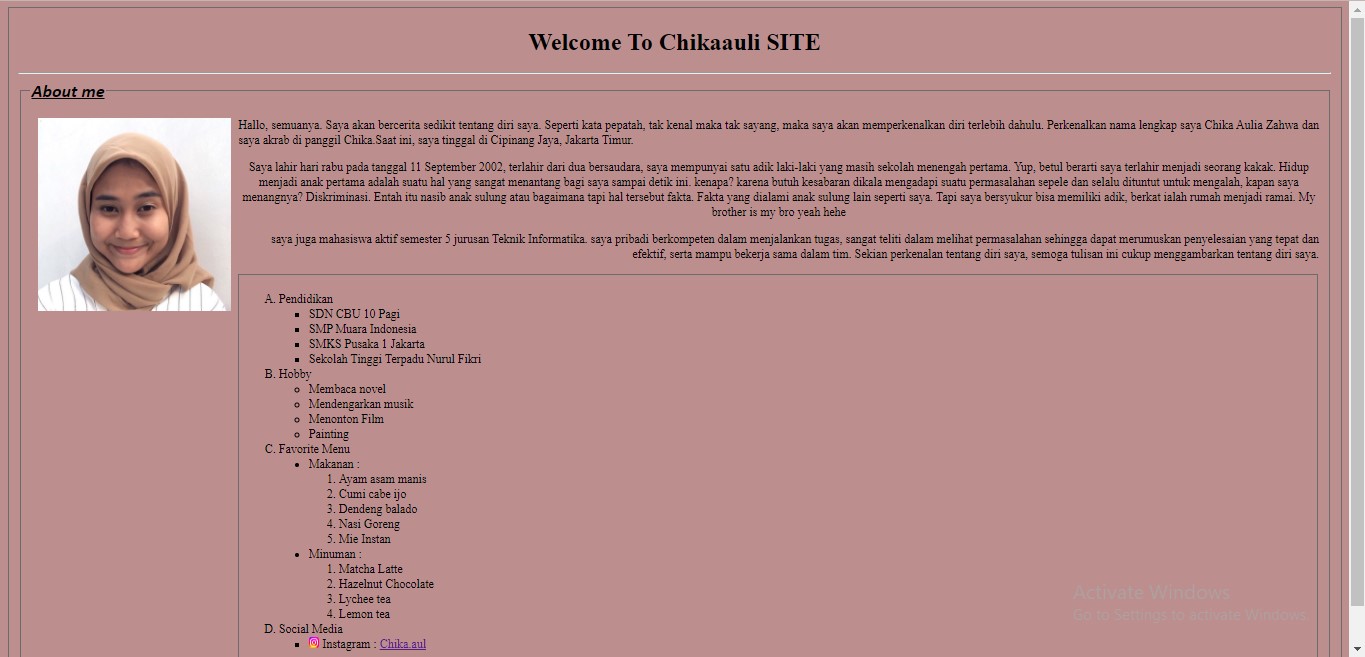 Welcome To Chikaauli SITE
About me
Hallo, semuanya. Saya akan bercerita sedikit tentang diri saya. Seperti kata pepatah, tak kenal maka tak sayang, maka saya akan memperkenalkan diri terlebih dahulu. Perkenalkan nama lengkap saya Chika Aulia Zahwa dan
saya akrab di panggil Chika.Saat ini, saya tinggal di Cipinang Jaya, Jakarta Timur.
Saya lahir hari rabu pada tanggal 11 September 2002, terlahir dari dua bersaudara, saya mempunyai satu adik laki-laki yang masih sekolah menengah pertama. Yup, betul berarti saya terlahir menjadi seorang kakak. Hidup
menjadi anak pertama adalah suatu hal yang sangat menantang bagi saya sampai detik ini. kenapa? karena butuh kesabaran dikala mengadapi suatu permasalahan sepele dan selalu dituntut untuk mengalah, kapan saya
menangnya? Diskriminasi. Entah itu nasib anak sulung atau bagaimana tapi hal tersebut fakta. Fakta yang dialami anak sulung lain seperti saya. Tapi saya bersyukur bisa memiliki adik, berkat ialah rumah menjadi ramai. My
brother is my bro yeah hehe
saya juga mahasiswa aktif semester 5 jurusan Teknik Informatika. saya pribadi berkompeten dalam menjalankan tugas, sangat teliti dalam melihat permasalahan sehingga dapat merumuskan penyelesaian yang tepat dan
efektif, serta mampu bekerja sama dalam tim. Sekian perkenalan tentang diri saya, semoga tulisan ini cukup menggambarkan tentang diri saya.
A. Pendidikan
SDN CBU 10 Pagi
SMP Muara Indonesia
SMKS Pusaka 1 Jakarta
Sekolah Tinggi Terpadu Nurul Fikri
B. Hobby
Membaca novel
Mendengarkan musik
Menonton Film
Painting
C. Favorite Menu
Makanan :
1. Ayam asam manis
2. Cumi cabe ijo
3. Dendeng balado
4. Nasi Goreng
5. Mie Instan
Minuman :
1. Matcha Latte
2. Hazelnut Chocolate
3. Lychee tea
4. Lemon tea
D. Social Media
Instagram : Chika.aul
Activate Windows
Go to Settings to activate Windows.